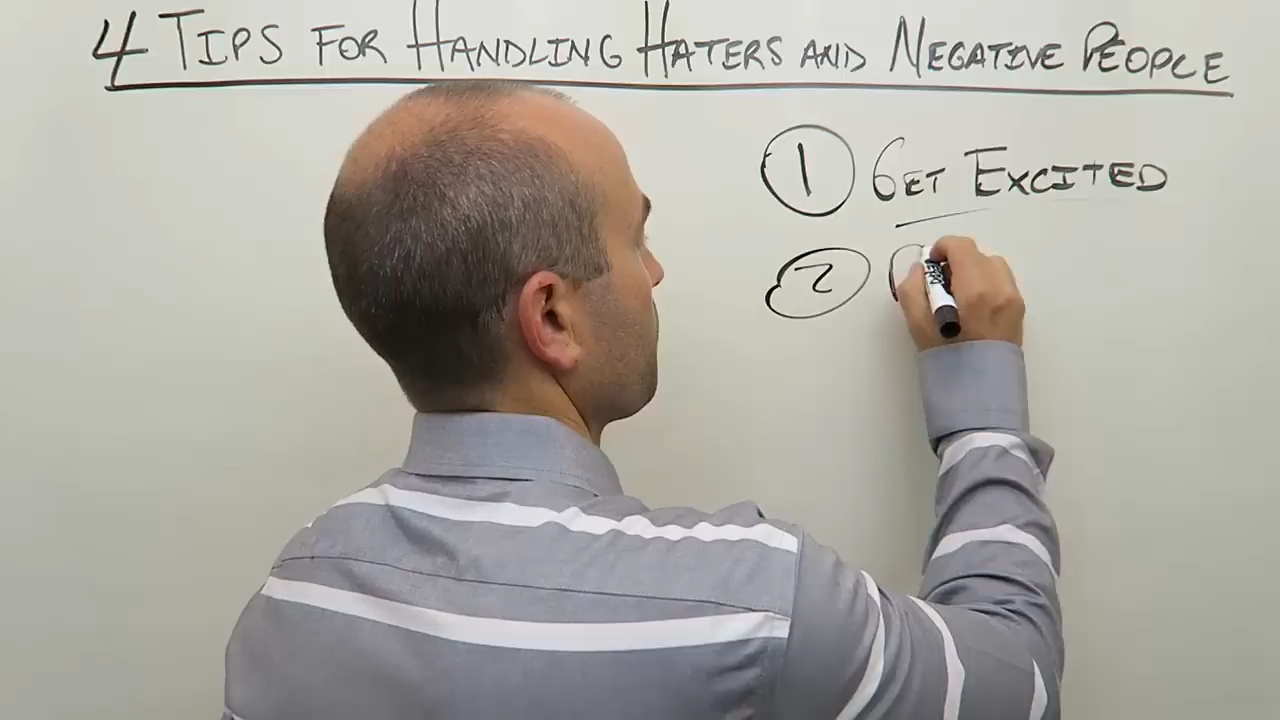 4 TIPS FOR HANDLING HATERS AND NEGATIVE PEOPLE
1 GET EXCITED
2